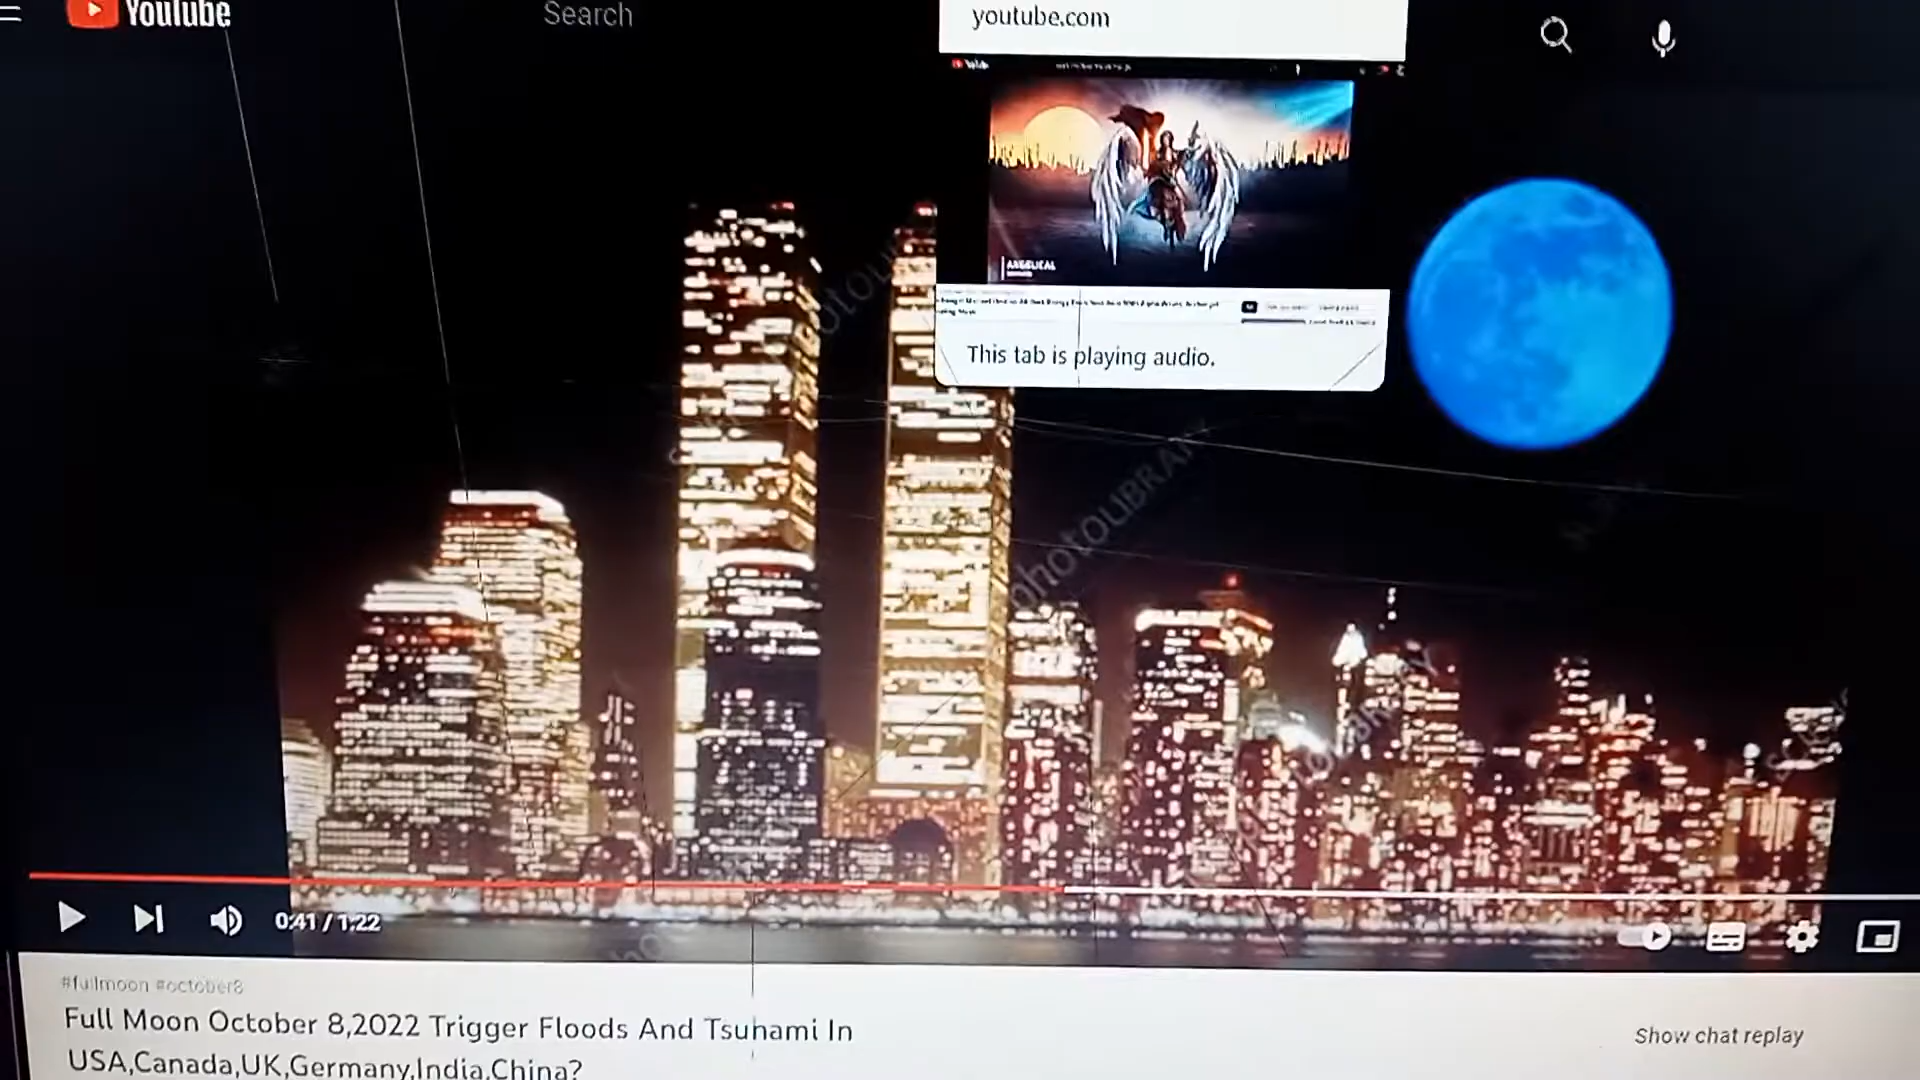 YouTube
Search
youtube.com
ANGELICAL
This tab is playing audio.
PHOTOLIBRARY
0:41 / 1:22
#fullmoon #october8
Full Moon October 8,2022 Trigger Floods And Tsunami In
USA,Canada,UK,Germany,India,China?
Show chat replay